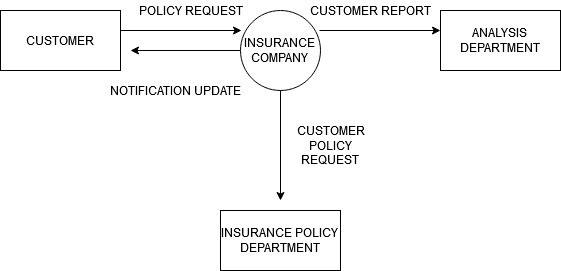 POLICY REQUEST
CUSTOMER REPORT
CUSTOMER
INSURANCE
COMPANY
ANALYSIS
DEPARTMENT
NOTIFICATION UPDATE
CUSTOMER
POLICY
REQUEST
INSURANCE POLICY
DEPARTMENT